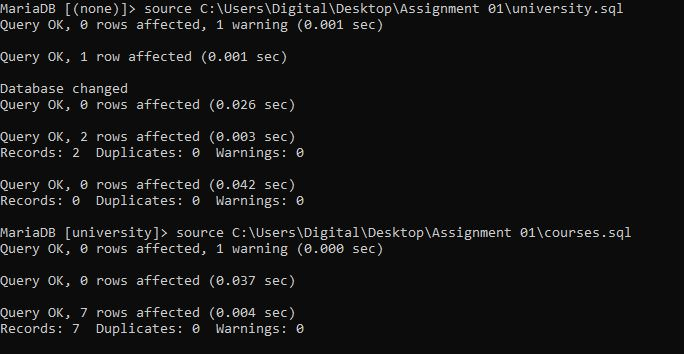 MariaDB [(none)]> source C:\Users\Digital\Desktop\Assignment 01\university.sql
Query OK, 0 rows affected, 1 warning (0.001 sec)
Query OK, 1 row affected (0.001 sec)
Database changed
Query OK, 0 rows affected (0.026 sec)
Query OK, 2 rows affected (0.003 sec)
Records: 2  Duplicates: 0  Warnings: 0
Query OK, 0 rows affected (0.042 sec)
Records: 0  Duplicates: 0  Warnings: 0
MariaDB [university]> source C:\Users\Digital\Desktop\Assignment 01\courses.sql
Query OK, 0 rows affected, 1 warning (0.000 sec)
Query OK, 0 rows affected (0.037 sec)
Query OK, 7 rows affected (0.004 sec)
Records: 7  Duplicates: 0  Warnings: 0